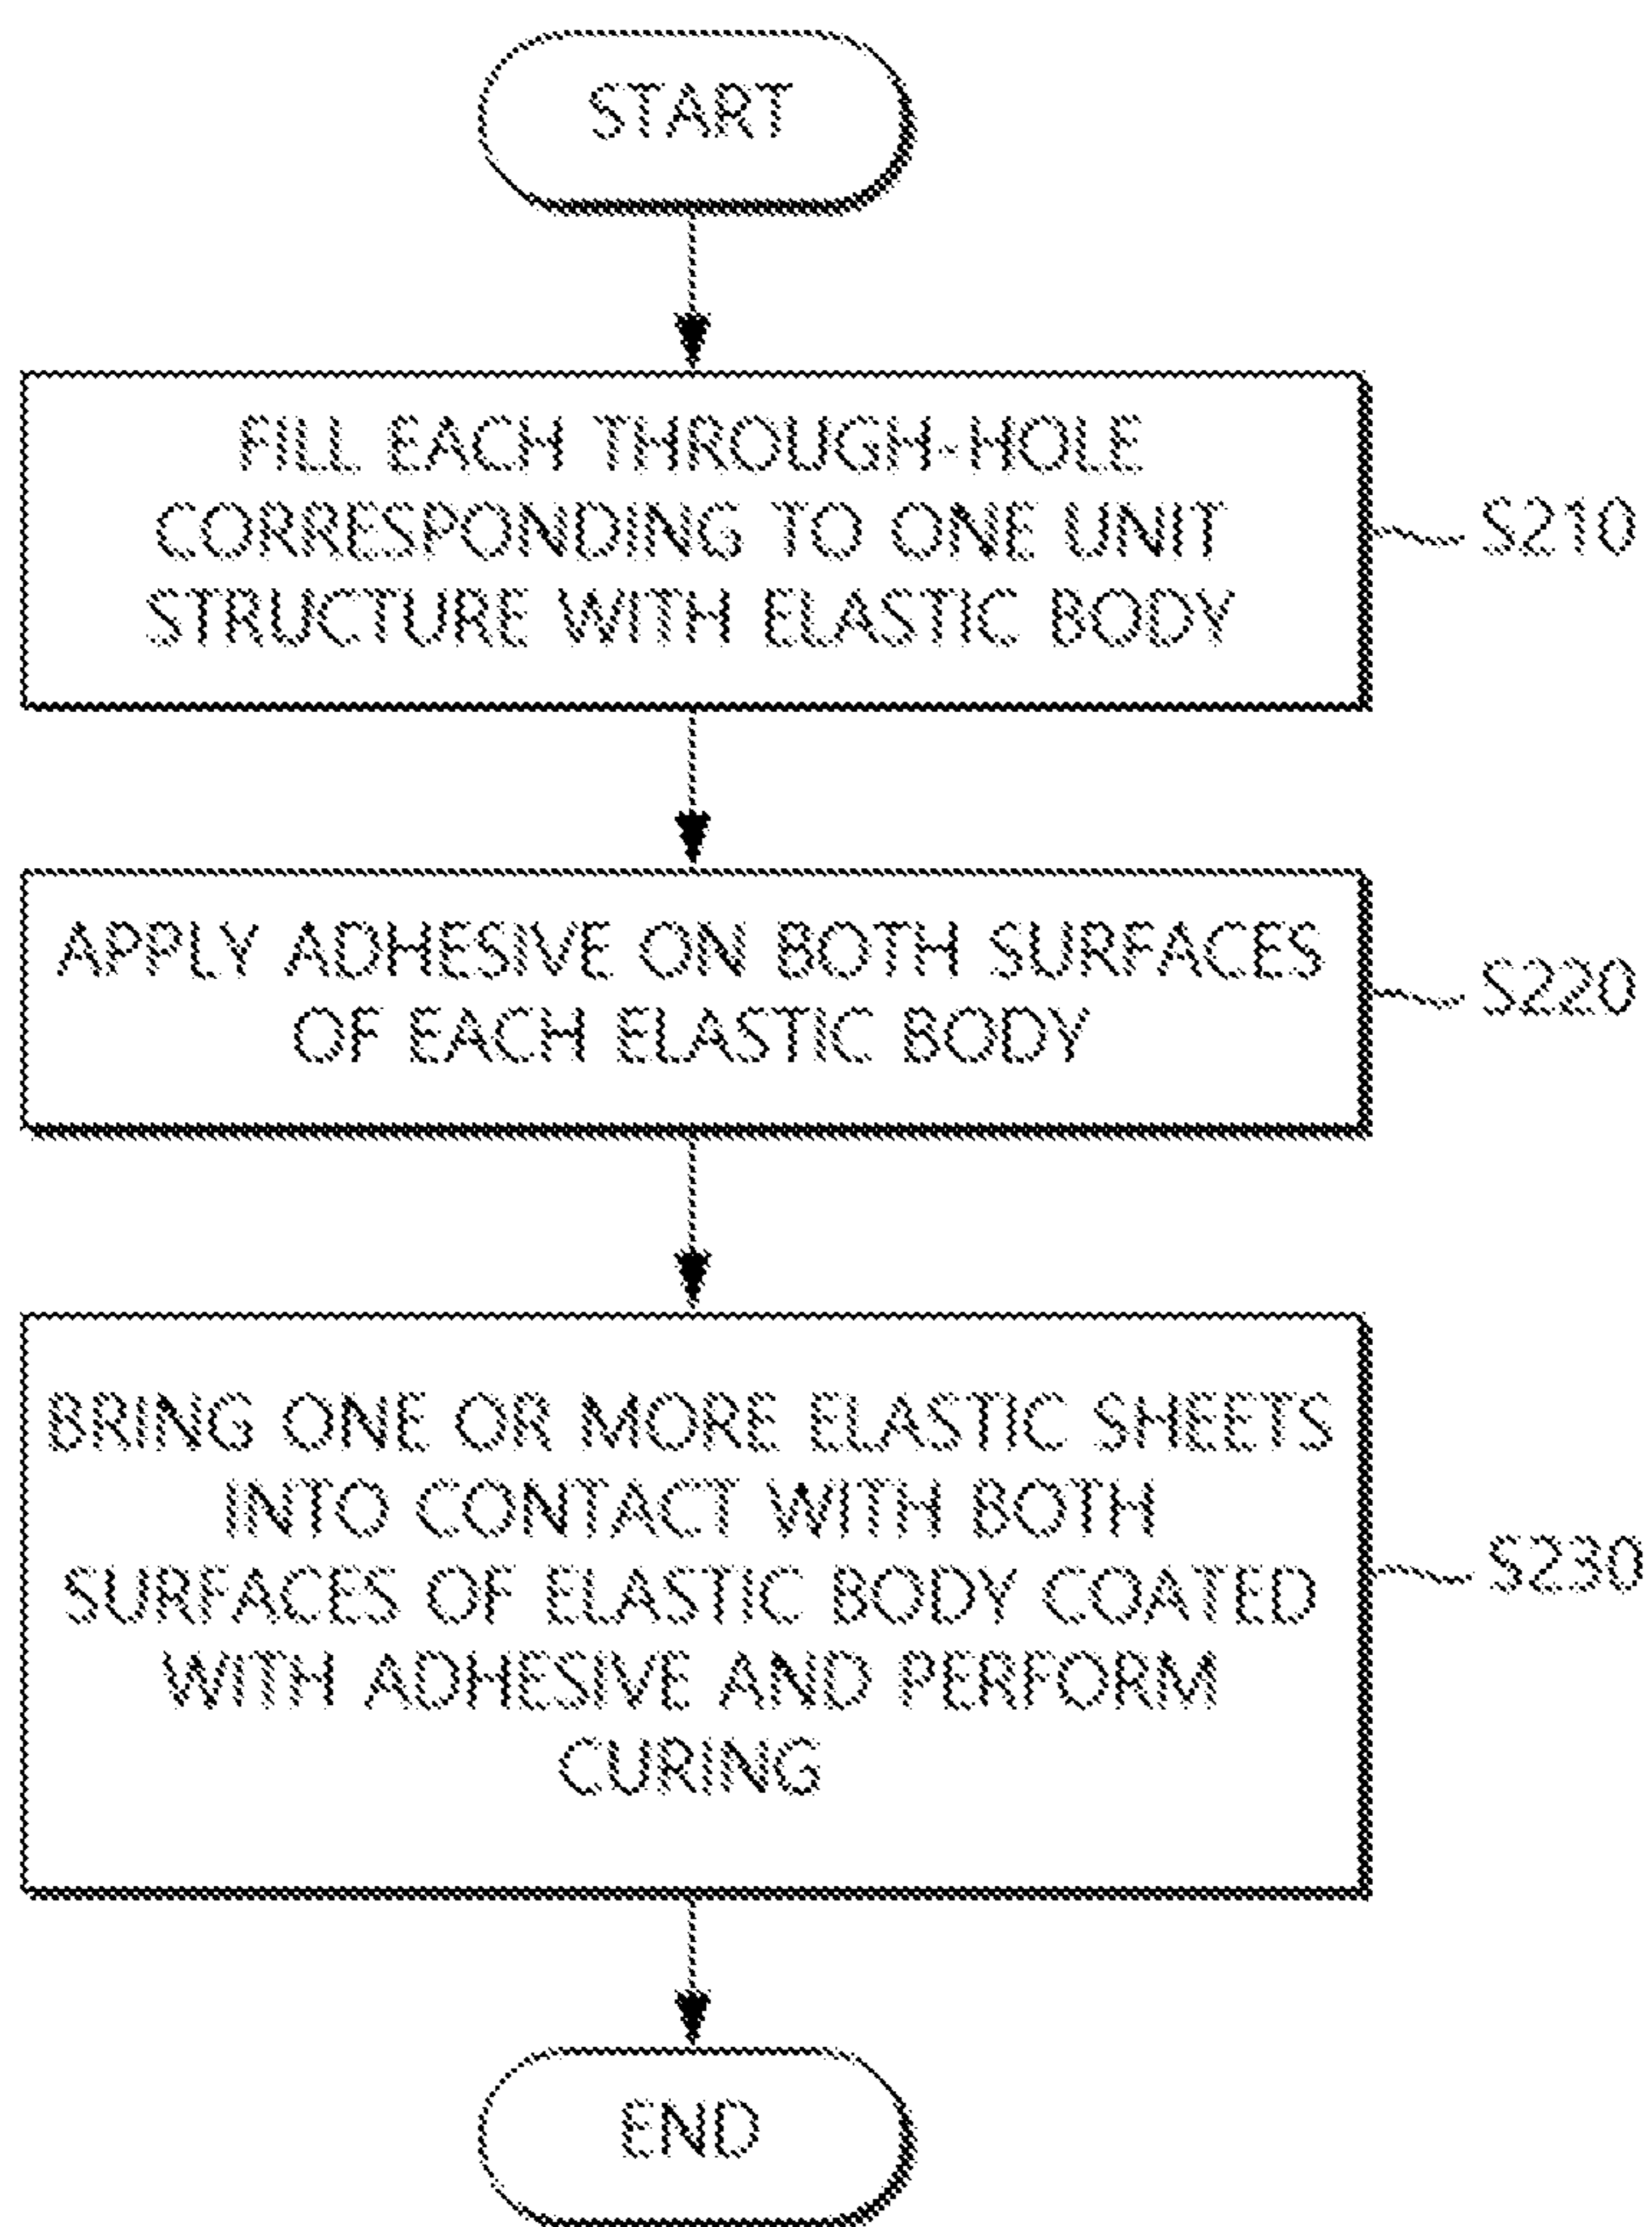 START
FILL EACH THROUGH-HOLE
CORRESPONDING TO ONE UNIT
STRUCTURE WITH ELASTIC BODY
S210
APPLY ADHESIVE ON BOTH SURFACES
OF EACH ELASTIC BODY
S220
BRING ONE OR MORE ELASTIC SHEETS
INTO CONTACT WITH BOTH
SURFACES OF ELASTIC BODY COATED
WITH ADHESIVE AND PERFORM
CURING
S230
END